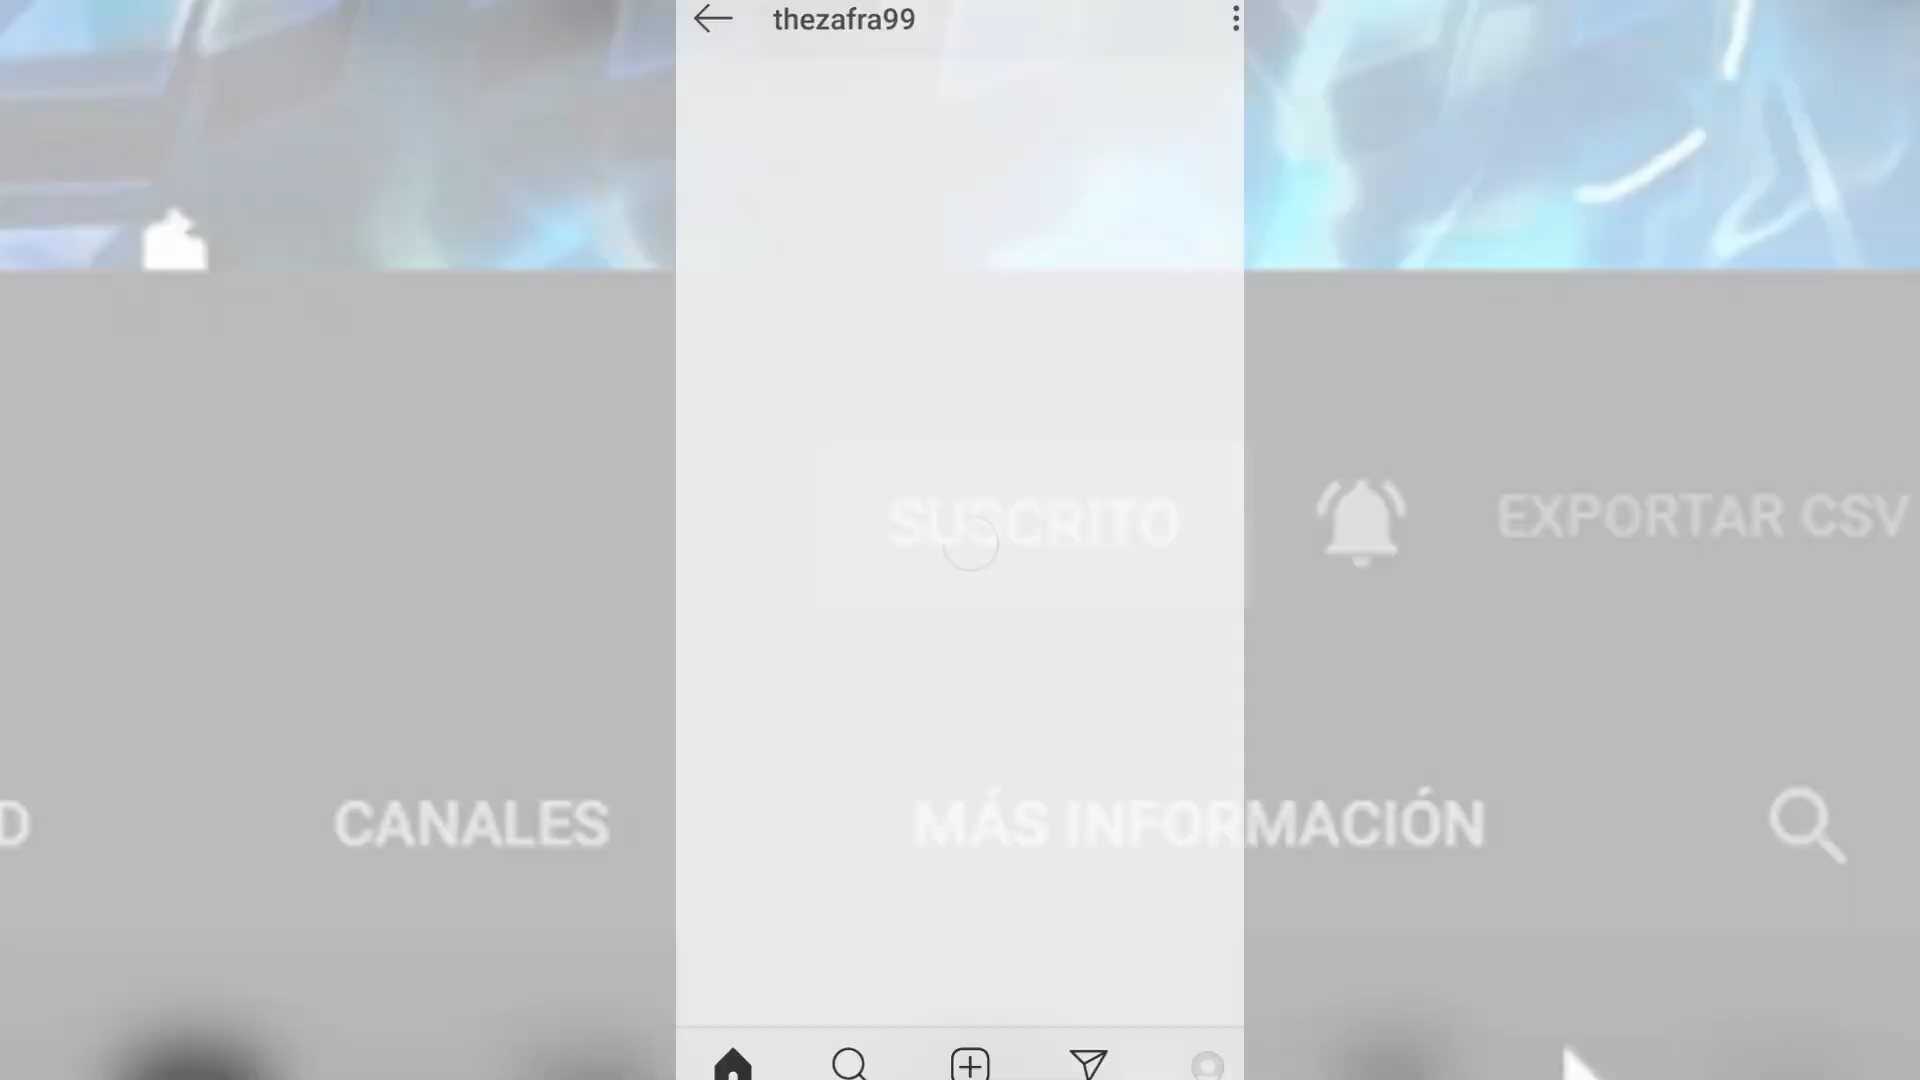 thezafra99
SUSCRITO
EXPORTAR CSV
D
CANALES
MÁS INFORMACIÓN